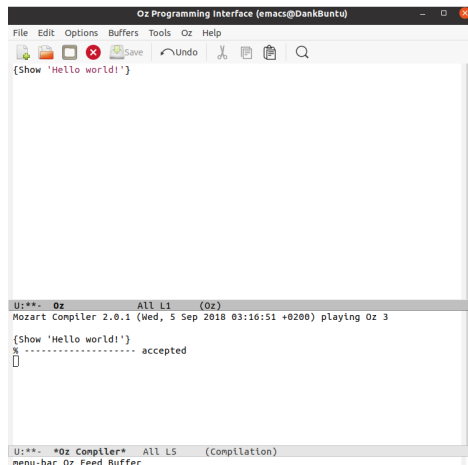 Oz Programming Interface (emacs@DankBuntu)
File Edit Options Buffers Tools Oz Help
Save Undo
{Show 'Hello world!'}
U:**- Oz All L1 (Oz)
Mozart Compiler 2.0.1 (Wed, 5 Sep 2018 03:16:51 +0200) playing Oz 3
{Show 'Hello world!'}
% -------------------- accepted
U:**- *Oz Compiler* All L5 (Compilation)
menu-bar Oz Feed Buffer